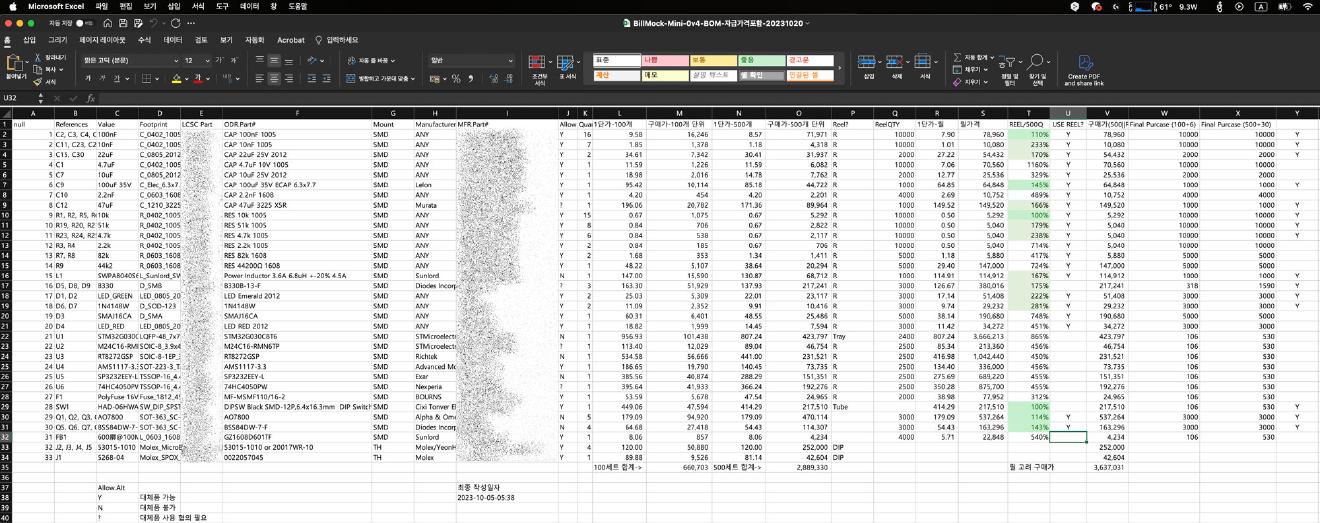 Microsoft Excel 파일 편집 보기 삽입 서식 도구 데이터 창 도움말 61° 9.3W A
자동 저장 BillMock-Mini-0v4-BOM-자금가격포함-20231020
홈 삽입 그리기 페이지 레이아웃 수식 데이터 검토 보기 자동화 Acrobat 입력하세요
붙여넣기 잘라내기 복사 서식 맑은 고딕 (본문) 12 가 가 가 자동 줄 바꿈 병합하고 가운데 맞춤 일반 조건부 서식 표 서식 표준 나쁨 보통 좋음 경고문 계산 메모 설명 텍스트 셀 확인 연결된 셀 삽입 삭제 서식 자동 합계 채우기 지우기 정렬 및 필터 찾기 및 선택 Create PDF and share link
U32 fx
A B C D E F G H I J K L M N O P Q R S T U V W X Y
1 null References Value Footprint LCSC Part ODR.Part# Mount Manufacturer MFR.Part# Allow Qua 1단가-100개 구매가-100개 단위 1단가-500개 구매가-500개 단위 Reel? ReelQTY 1단가-릴 릴가격 REEL/500Q USE REEL? 구매가(500) Final Purcase (100+6) Final Purcase (500+30)
2 1 C2, C3, C4, C 100nF C_0402_1005 CAP 100nF 1005 SMD ANY Y 16 9.58 16,246 8.57 71,971 R 10000 7.90 78,960 110% Y 78,960 10000 10000 Y
3 2 C11, C23, C2 10nF C_0402_1005 CAP 10nF 1005 SMD ANY Y 7 1.85 1,378 1.18 4,318 R 10000 1.01 10,080 233% Y 10,080 10000 10000 Y
4 3 C15, C30 22uF C_0805_2012 CAP 22uF 25V 2012 SMD ANY Y 2 34.61 7,342 30.41 31,937 R 2000 27.22 54,432 170% Y 54,432 2000 2000 Y
5 4 C1 4.7uF C_0402_1005 CAP 4.7uF 10V 1005 SMD ANY Y 1 11.59 1,226 11.59 6,082 R 10000 7.06 70,560 1160% Y 70,560 10000 10000
6 5 C7 10uF C_0805_2012 CAP 10uF 25V 2012 SMD ANY Y 1 18.98 2,016 14.78 7,762 R 2000 12.77 25,536 329% Y 25,536 2000 2000
7 6 C9 100uF 35V C_Elec_6.3x7. CAP 100uF 35V ECAP 6.3x7.7 SMD Lelon Y 1 95.42 10,114 85.18 44,722 R 1000 64.85 64,848 145% Y 64,848 1000 1000 Y
8 7 C10 2.2nF C_0603_1608 CAP 2.2nF 1608 SMD ANY Y 1 4.20 454 4.20 2,201 R 4000 2.69 10,752 489% Y 10,752 4000 4000
9 8 C12 47uF C_1210_3225 CAP 47uF 3225 X5R SMD Murata ? 1 196.06 20,782 171.36 89,964 R 1000 149.52 149,520 166% Y 149,520 1000 1000 Y
10 9 R1, R2, R5, R 10k R_0402_1005 RES 10k 1005 SMD ANY Y 15 0.67 1,075 0.67 5,292 R 10000 0.50 5,292 100% Y 5,292 10000 10000 Y
11 10 R19, R20, R2 51k R_0402_1005 RES 51k 1005 SMD ANY Y 8 0.84 706 0.67 2,822 R 10000 0.50 5,040 179% Y 5,040 10000 10000 Y
12 11 R23, R24, R2 4.7k R_0402_1005 RES 4.7k 1005 SMD ANY Y 6 0.84 538 0.67 2,117 R 10000 0.50 5,040 238% Y 5,040 10000 10000 Y
13 12 R3, R4 2.2k R_0402_1005 RES 2.2k 1005 SMD ANY Y 2 0.84 185 0.67 706 R 10000 0.50 5,040 714% Y 5,040 10000 10000
14 13 R7, R8 82k R_0603_1608 RES 82k 1608 SMD ANY Y 2 1.68 353 1.34 1,411 R 5000 1.18 5,880 417% Y 5,880 5000 5000
15 14 R9 44k2 R_0603_1608 RES 44200Ω 1608 SMD ANY Y 1 48.22 5,107 38.64 20,294 R 5000 29.40 147,000 724% Y 147,000 5000 5000
16 15 L1 SWPA8040S6 L_Sunlord_SW Power Inductor 3.6A 6.8uH +-20% 4.5A SMD Sunlord N 1 147.00 15,590 130.87 68,712 R 1000 114.91 114,912 167% Y 114,912 1000 1000 Y
17 16 D5, D8, D9 B330 D_SMB B330B-13-F SMD Diodes Incorp ? 3 163.30 51,929 137.93 217,241 R 3000 126.67 380,016 175% 217,241 318 1590 Y
18 17 D1, D2 LED_GREEN LED_0805_20 LED Emerald 2012 SMD ANY Y 2 25.03 5,309 22.01 23,117 R 3000 17.14 51,408 222% Y 51,408 3000 3000 Y
19 18 D6, D7 1N4148W D_SOD-123 1N4148W SMD ANY Y 2 11.09 2,352 9.91 10,416 R 3000 9.74 29,232 281% Y 29,232 3000 3000 Y
20 19 D3 SMAJ16CA D_SMA SMAJ16CA SMD ANY Y 1 60.31 6,401 48.55 25,486 R 5000 38.14 190,680 748% Y 190,680 5000 5000
21 20 D4 LED_RED LED_0805_20 LED RED 2012 SMD ANY Y 1 18.82 1,999 14.45 7,594 R 3000 11.42 34,272 451% Y 34,272 3000 3000
22 21 U1 STM32G030C LQFP-48_7x7 STM32G030C8T6 SMD STMicroelect N 1 956.93 101,438 807.24 423,797 Tray 2400 807.24 3,666,213 865% 423,797 106 530
23 22 U2 M24C16-RM SOIC-8_3.9x4 M24C16-RMN6TP SMD STMicroelect N 1 113.40 12,029 89.04 46,754 R 2500 85.34 213,360 456% 46,754 106 530
24 23 U3 RT8272GSP SOIC-8-1EP_3 RT8272GSP SMD Richtek N 1 534.58 56,666 441.00 231,521 R 2500 416.98 1,042,440 450% 231,521 106 530
25 24 U4 AMS1117-3.3 SOT-223-3_T AMS1117-3.3 SMD Advanced Mo N 1 186.65 19,790 140.45 73,735 R 2500 134.40 336,000 456% 73,735 106 530
26 25 U5 SP3232EEY-L TSSOP-16_4. SP3232EEY-L SMD Exar N 1 385.56 40,874 288.29 151,351 R 2500 275.69 689,220 455% 151,351 106 530
27 26 U6 74HC4050PW TSSOP-16_4. 74HC4050PW SMD Nexperia ? 1 395.64 41,933 366.24 192,276 R 2500 350.28 875,700 455% 192,276 106 530
28 27 F1 PolyFuse 16V Fuse_1812_45 MF-MSMF110/16-2 SMD BOURNS Y 1 53.59 5,678 47.54 24,965 R 2000 38.98 77,952 312% 24,965 106 530
29 28 SW1 HAD-06HWA SW_DIP_SPST DIPSW Black SMD-12P,6.4x16.3mm DIP Switch SMD Cixi Tonver El Y 1 449.06 47,594 414.29 217,510 Tube 414.29 217,510 100% 217,510 106 530 Y
30 29 Q1, Q2, Q3, AO7800 SOT-363_SC- AO7800 SMD Alpha & Ome N 5 179.09 94,920 179.09 470,114 R 3000 179.09 537,264 114% Y 537,264 3000 3000 Y
31 30 Q5, Q6, Q7, BSS84DW-7- SOT-363_SC- BSS84DW-7-F SMD Diodes Incorp N 4 64.68 27,418 54.43 114,307 R 3000 54.43 163,296 143% Y 163,296 3000 3000 Y
32 31 FB1 L_0603_1608 GZ1608D601TF SMD Sunlord Y 1 8.06 857 8.06 4,234 R 4000 5.71 22,848 540% 4,234 106 530
33 32 J2, J3, J4, J5 53015-1010 Molex_Micro 53015-1010 or 20017WR-10 TH Molex/YeonH Y 4 120.00 50,880 120.00 252,000 DIP 252,000
34 33 J1 5268-04 Molex_SPOX_ 0022057045 TH Molex Y 1 89.88 9,526 81.14 42,604 DIP 42,604
35 100세트 합계-> 660,703 500세트 합계-> 2,889,330 릴 고려 구매가 3,637,031
36
37 Allow.Alt 최종 작성일자
38 Y 대체품 가능 2023-10-05-05:38
39 N 대체품 불가
40 ? 대체품 사용 협의 필요